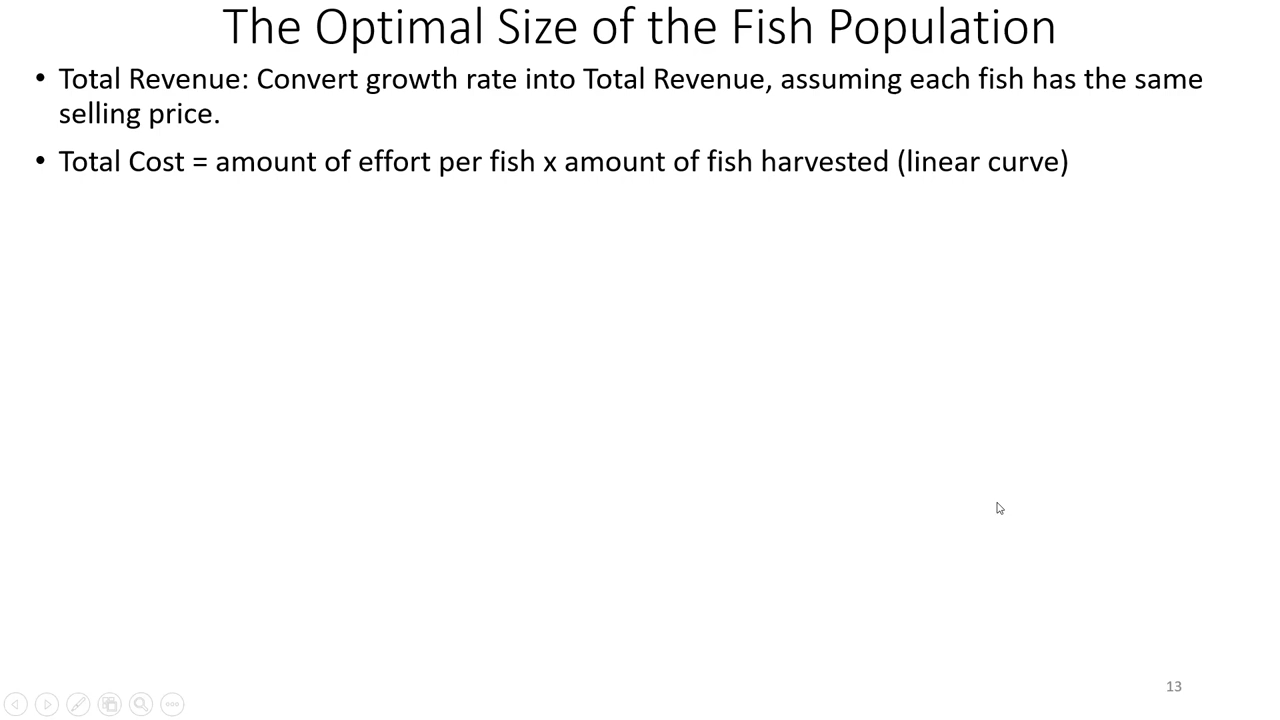 The Optimal Size of the Fish Population
• Total Revenue: Convert growth rate into Total Revenue, assuming each fish has the same
selling price.
• Total Cost = amount of effort per fish x amount of fish harvested (linear curve)
13